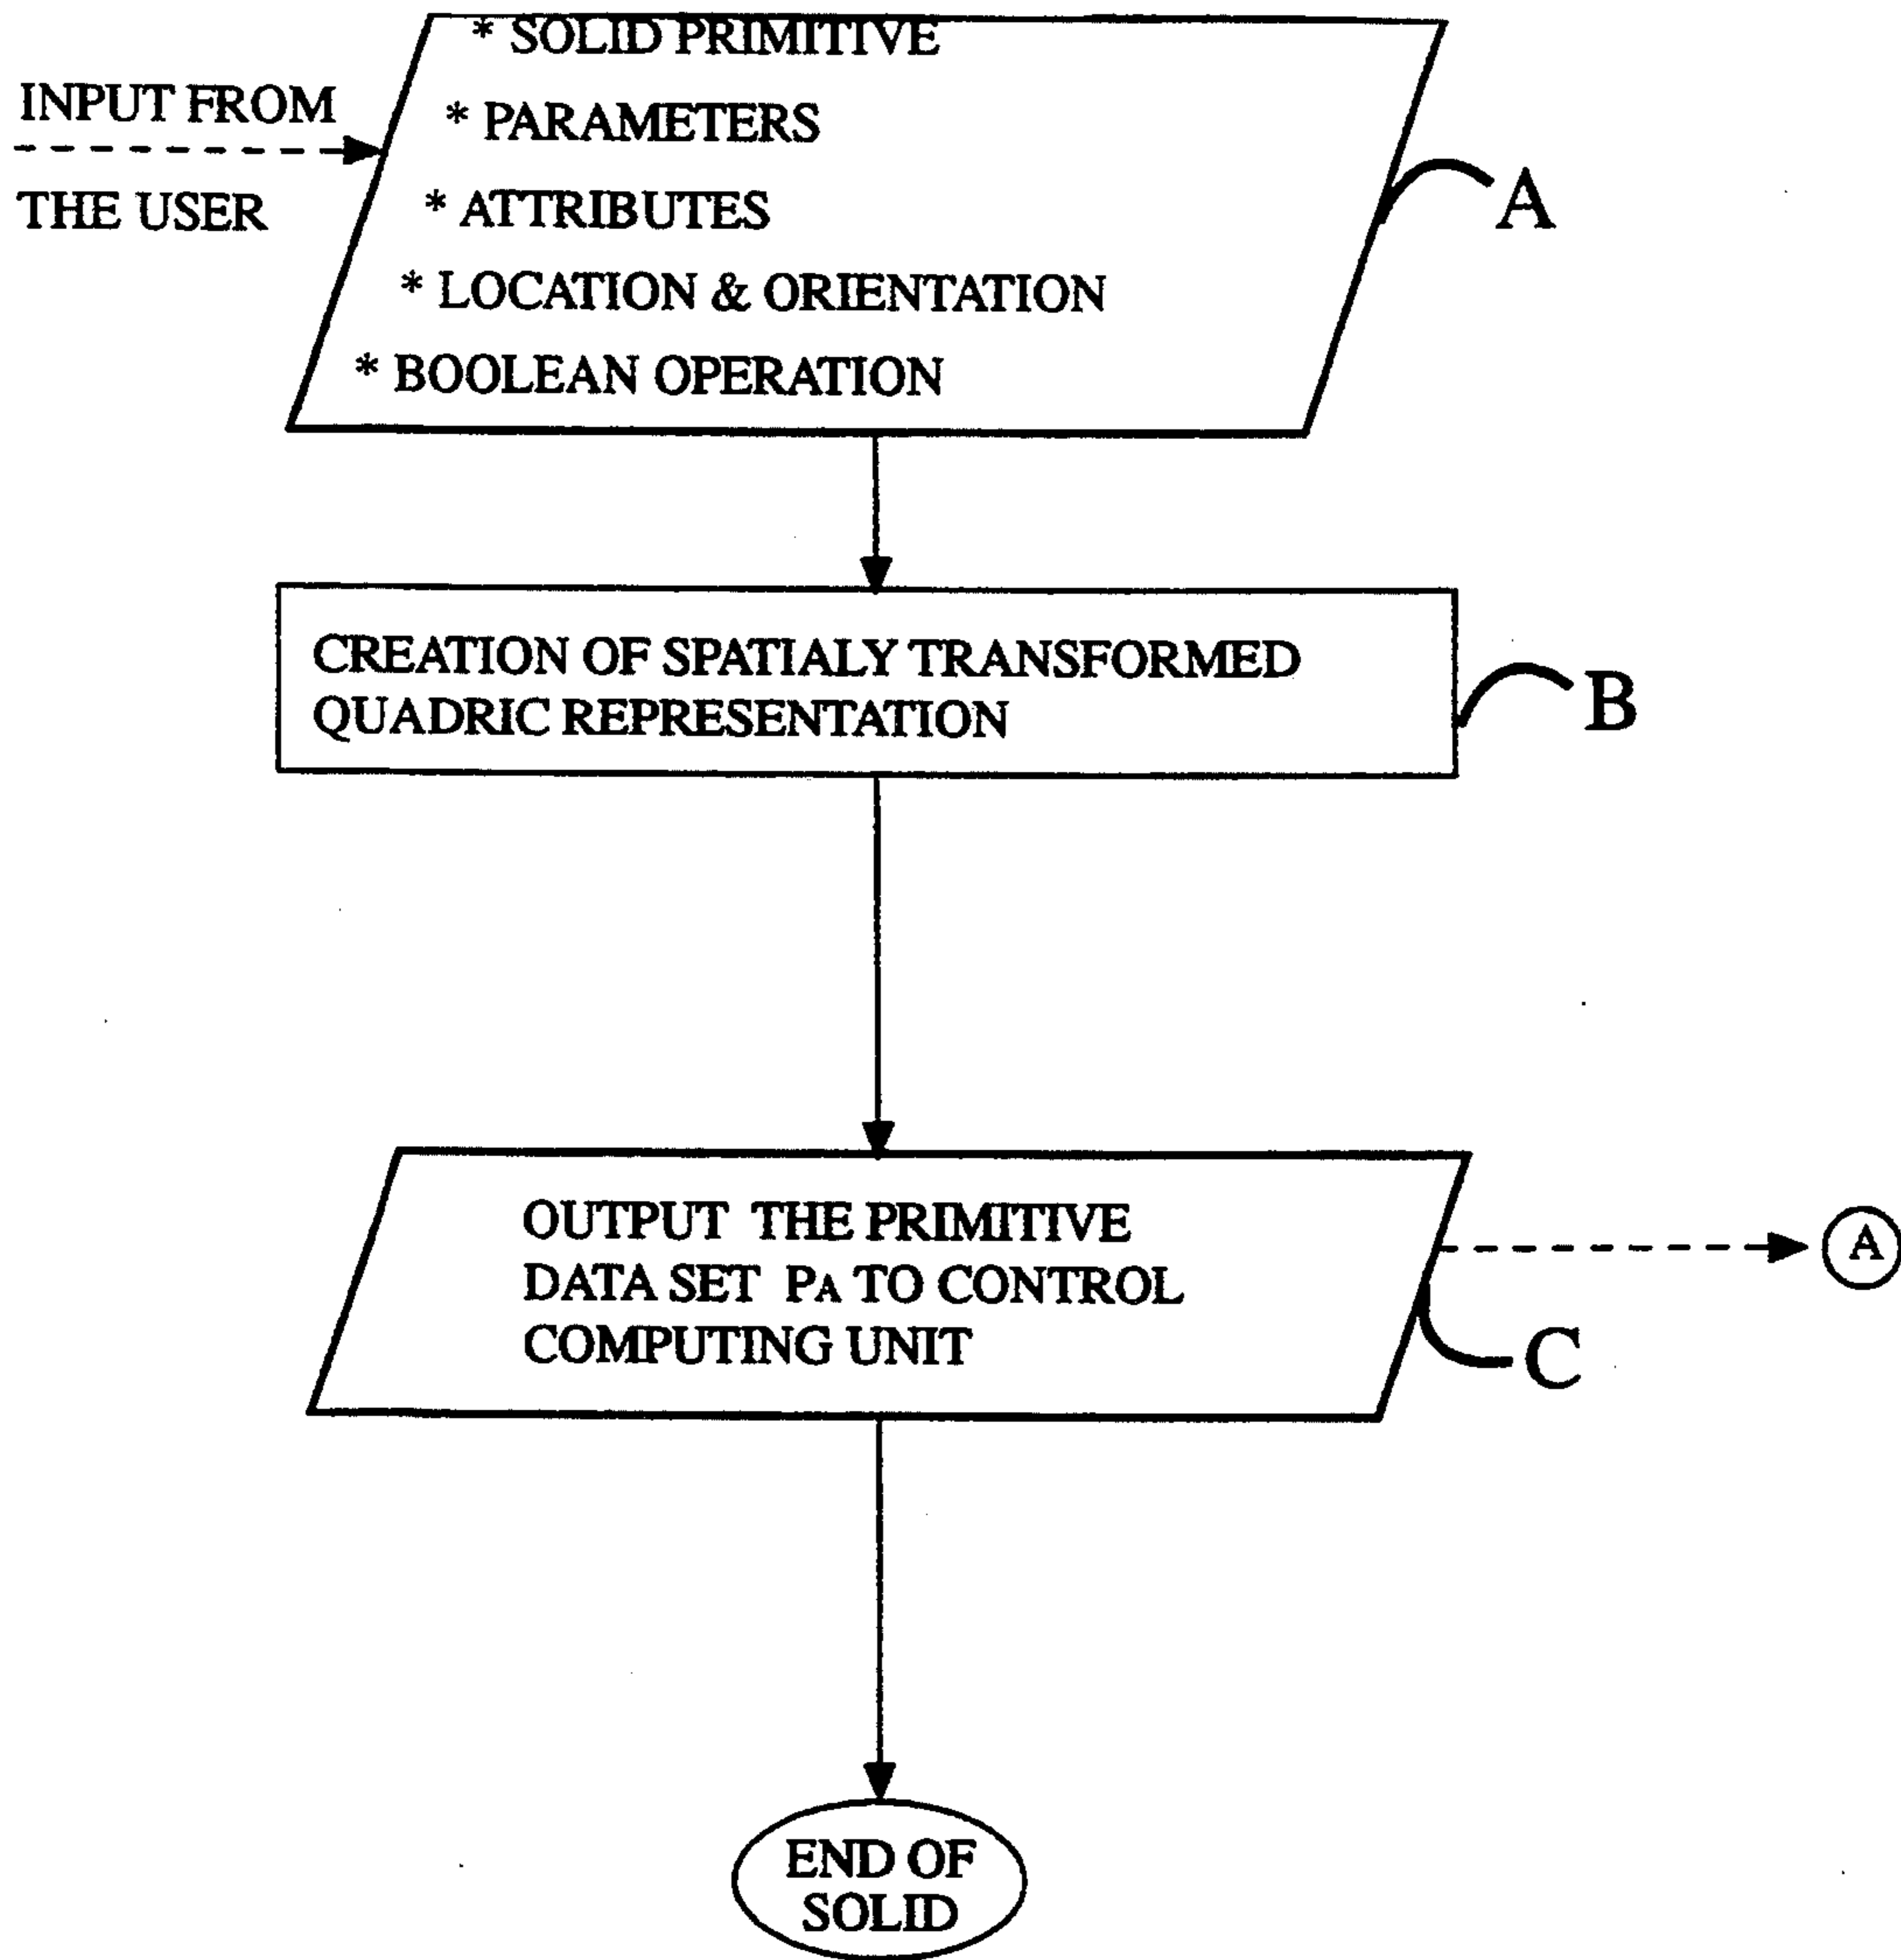 INPUT FROM
THE USER
* SOLID PRIMITIVE
* PARAMETERS
* ATTRIBUTES
* LOCATION & ORIENTATION
* BOOLEAN OPERATION
A
CREATION OF SPATIALY TRANSFORMED
QUADRIC REPRESENTATION
B
OUTPUT THE PRIMITIVE
DATA SET PA TO CONTROL
COMPUTING UNIT
A
C
END OF
SOLID